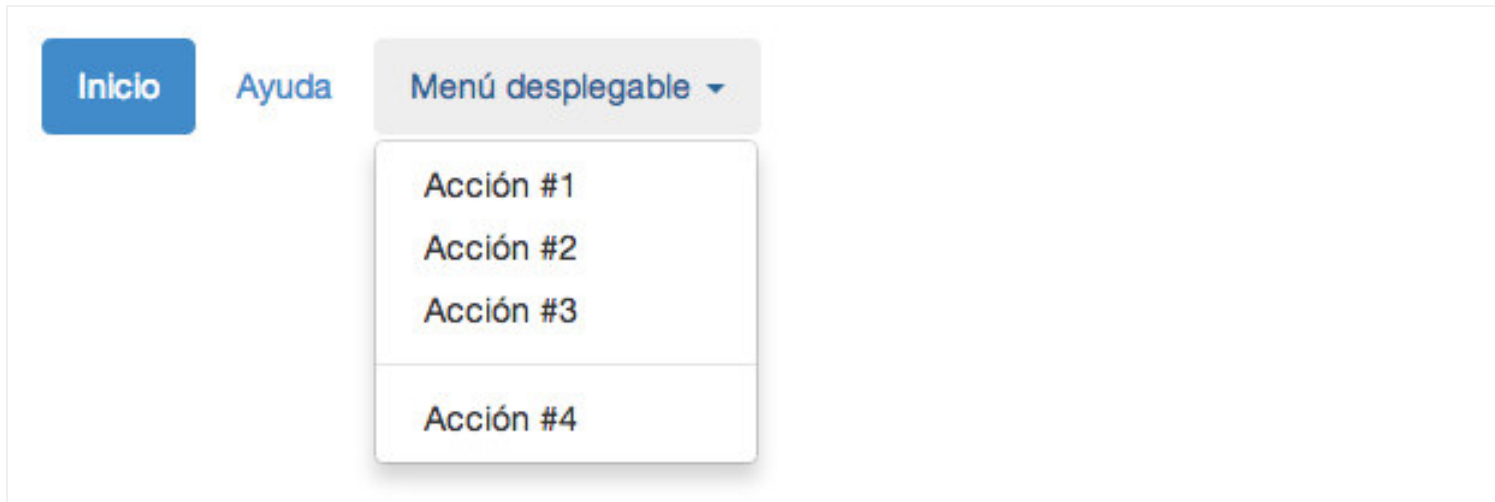 Inicio Ayuda Menú desplegable
Acción #1
Acción #2
Acción #3
Acción #4